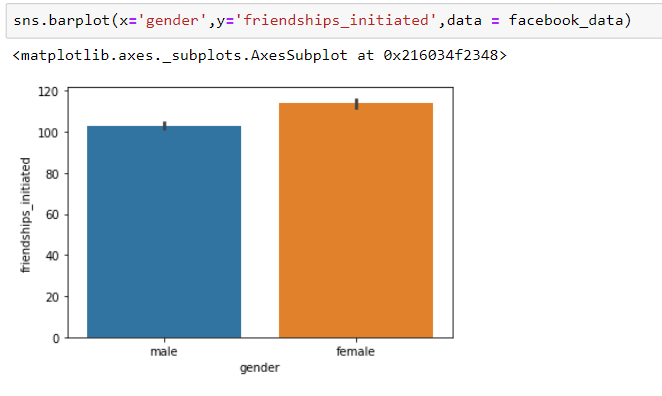 sns.barplot(x='gender',y='friendships_initiated',data = facebook_data)
<matplotlib.axes._subplots.AxesSubplot at 0x216034f2348>
120
100
80
60
40
20
0
friendships_initiated
male female
gender